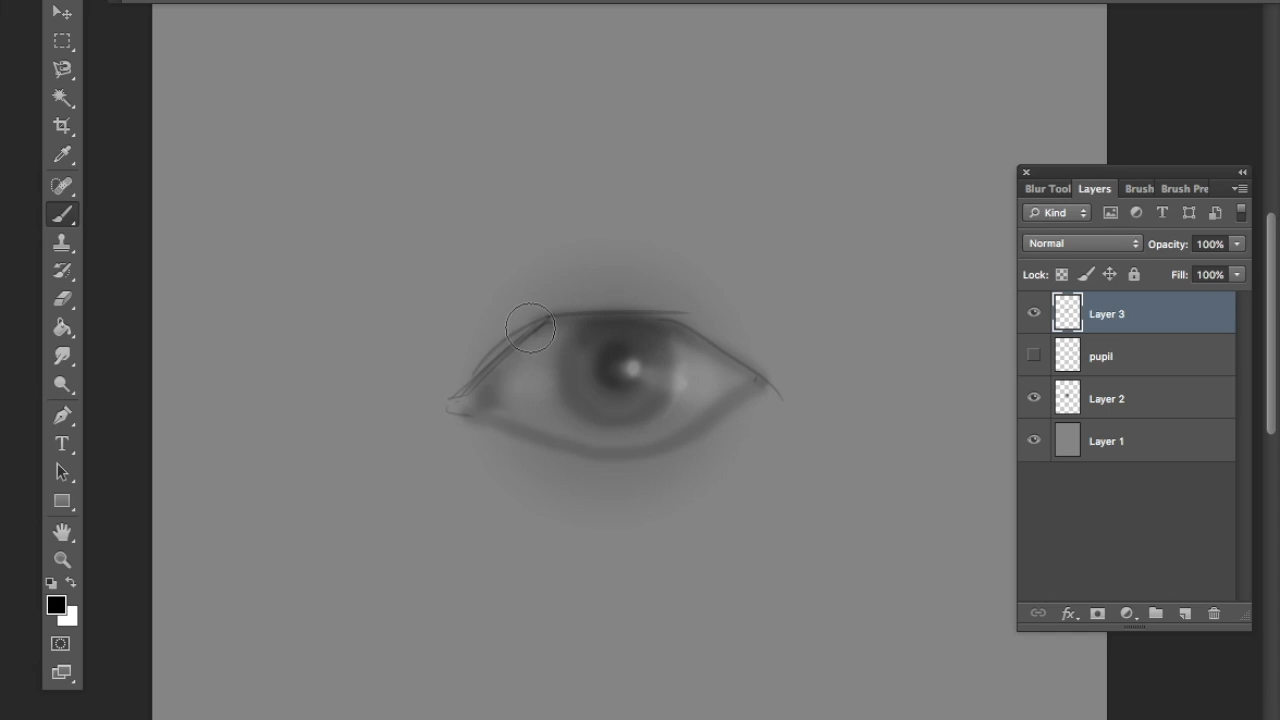 Blur Tool Layers Brush Brush Pre
Kind
Normal Opacity: 100%
Lock: Fill: 100%
Layer 3
pupil
Layer 2
Layer 1
fx
T